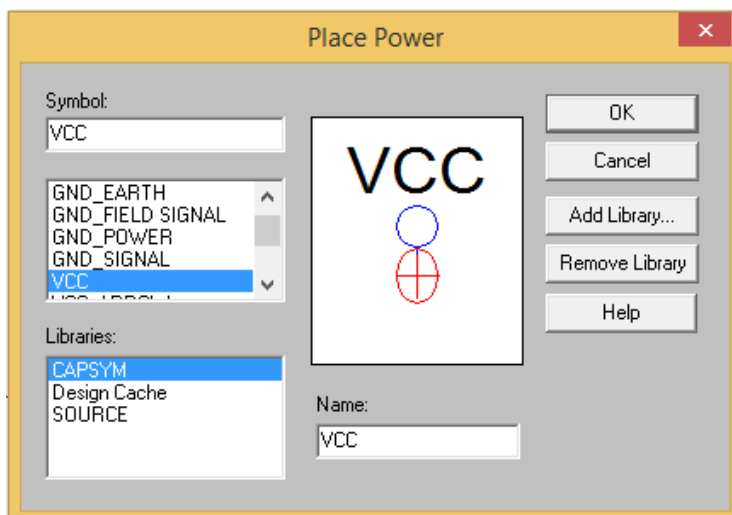 Place Power
Symbol:
VCC
GND_EARTH
GND_FIELD SIGNAL
GND_POWER
GND_SIGNAL
VCC
Libraries:
CAPSYM
Design Cache
SOURCE
VCC
Name:
VCC
OK
Cancel
Add Library...
Remove Library
Help